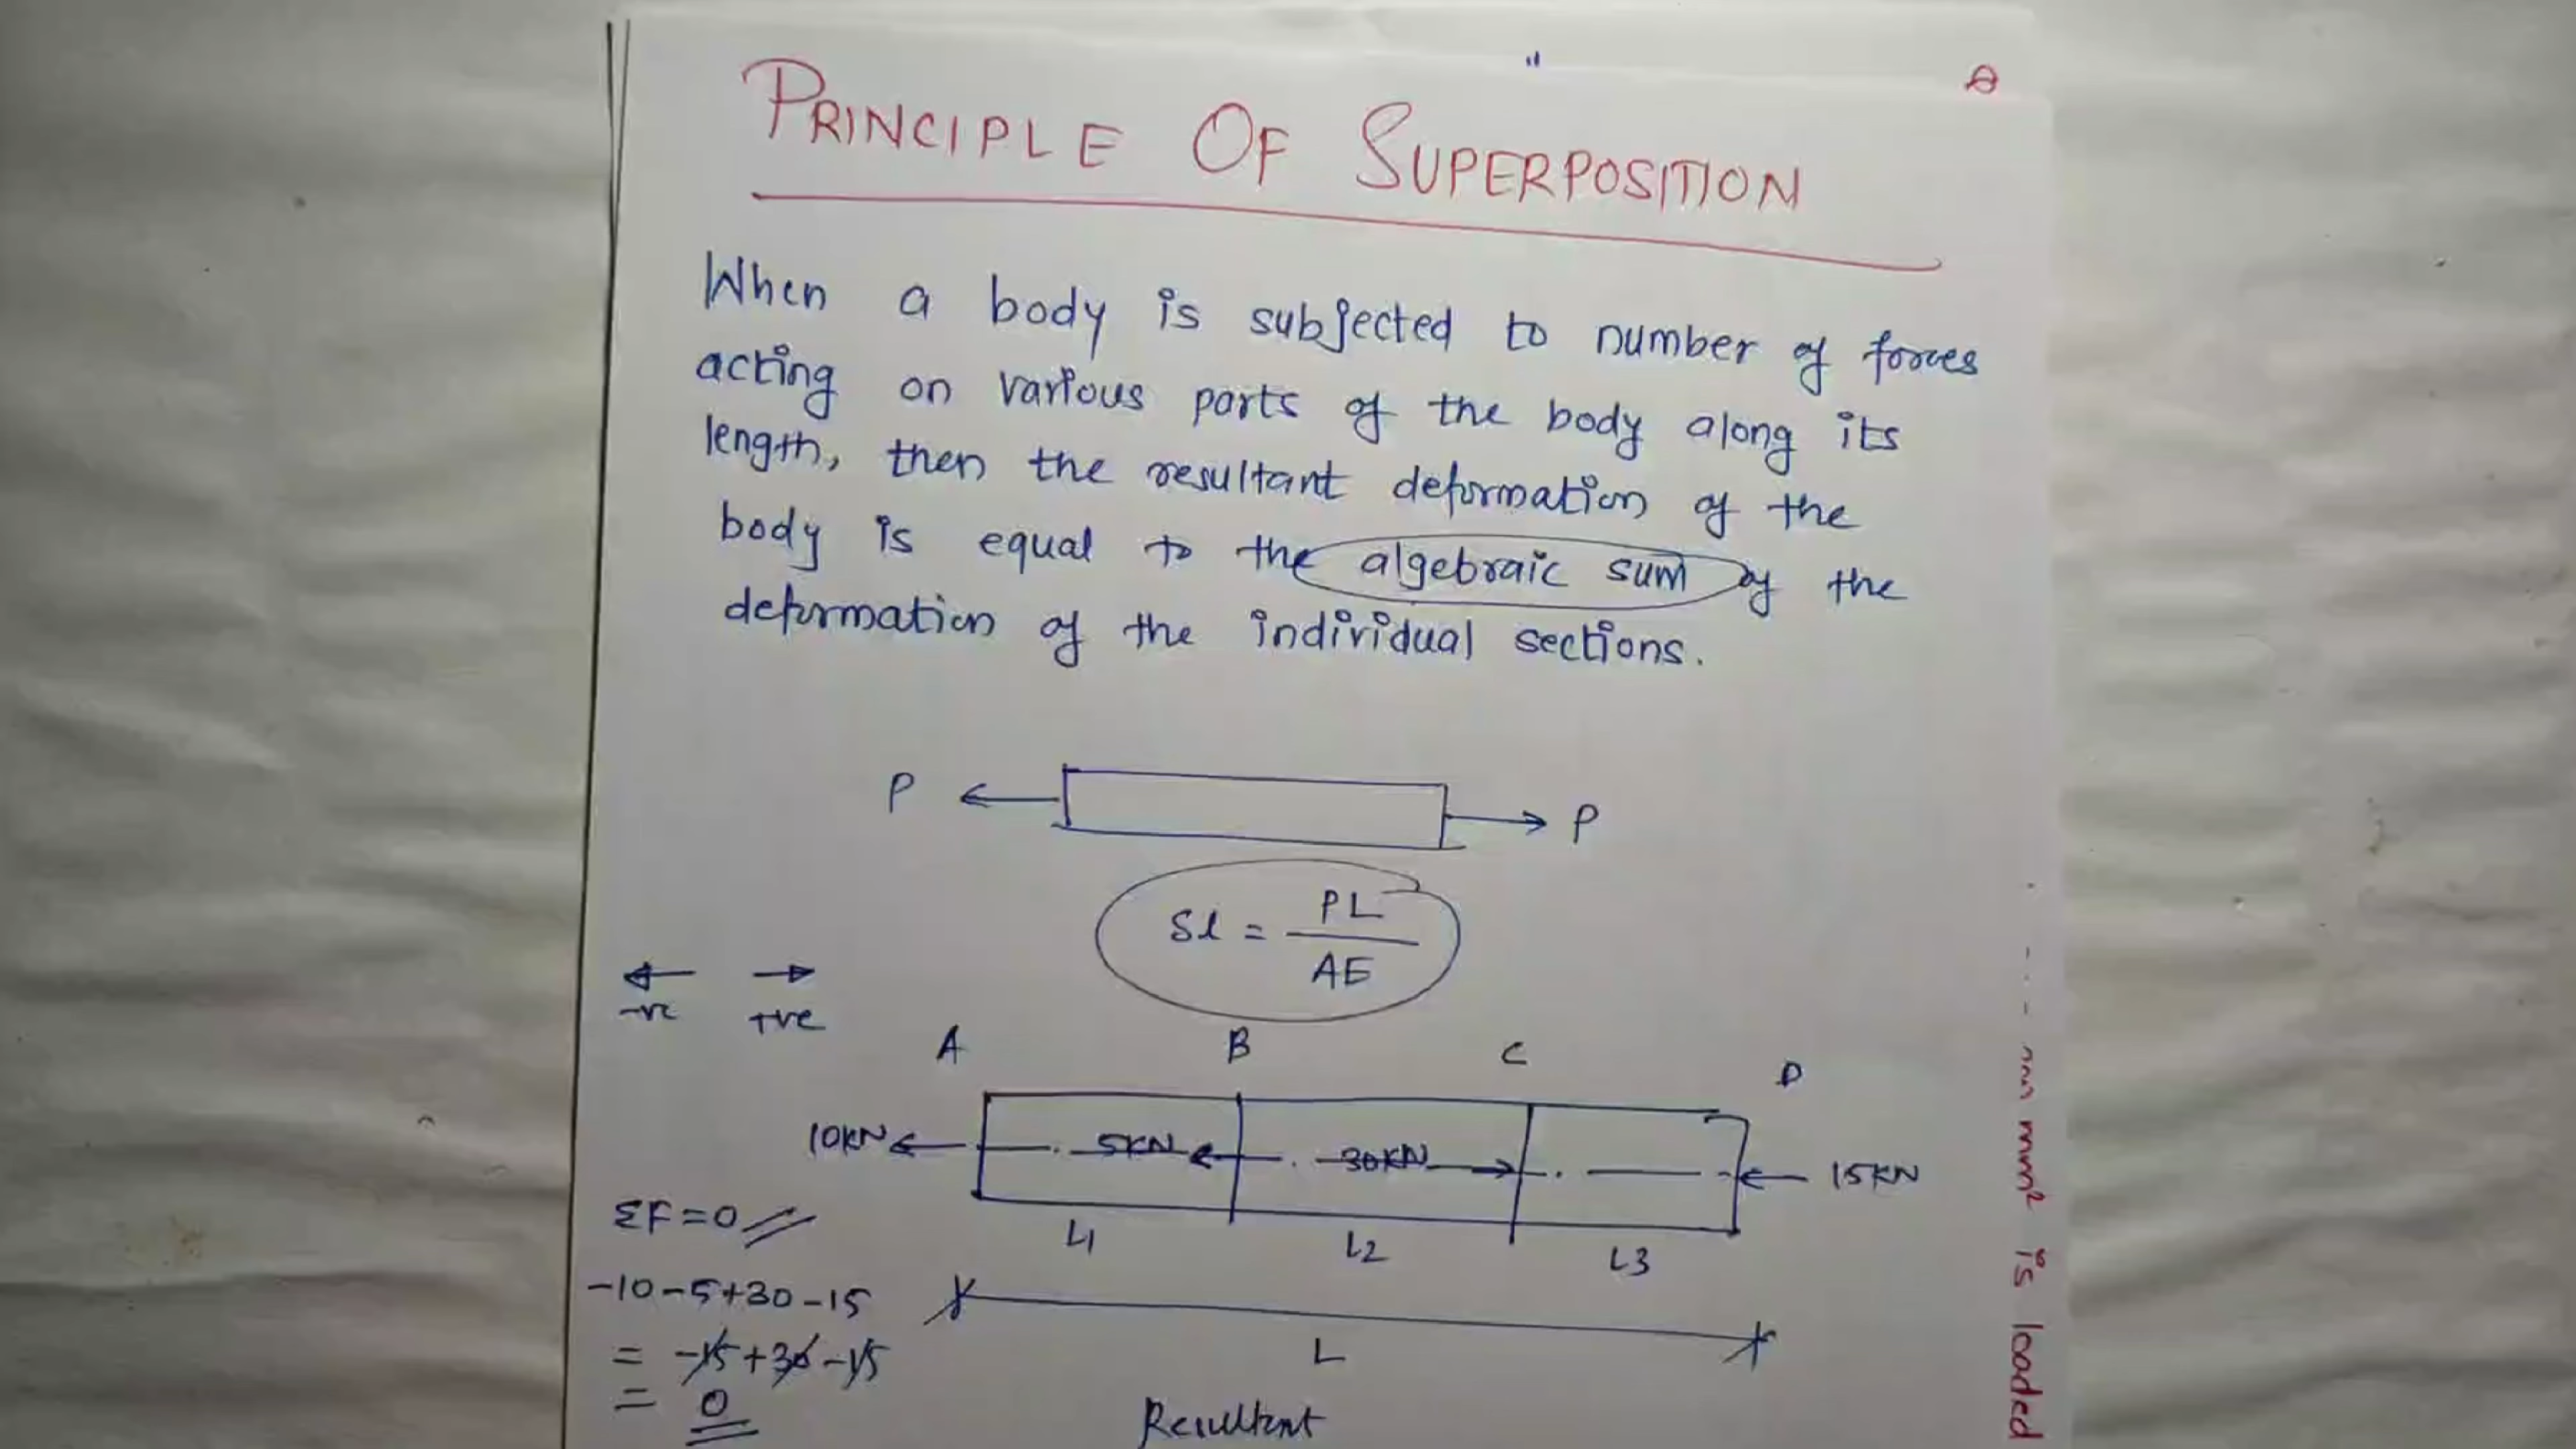 PRINCIPLE OF SUPERPOSITION
When a body is subjected to number of forces
acting on various parts of the body along its
length, then the resultant deformation of the
body is equal to the algebraic sum of the
deformation of the individual sections.
P P
δl = PL
AE
-ve +ve
A B C D
10KN 5KN 30KN 15KN
L1 L2 L3
ΣF=0
-10-5+30-15
= -15+30-15
= 0
L
Resultant
mm² is loaded